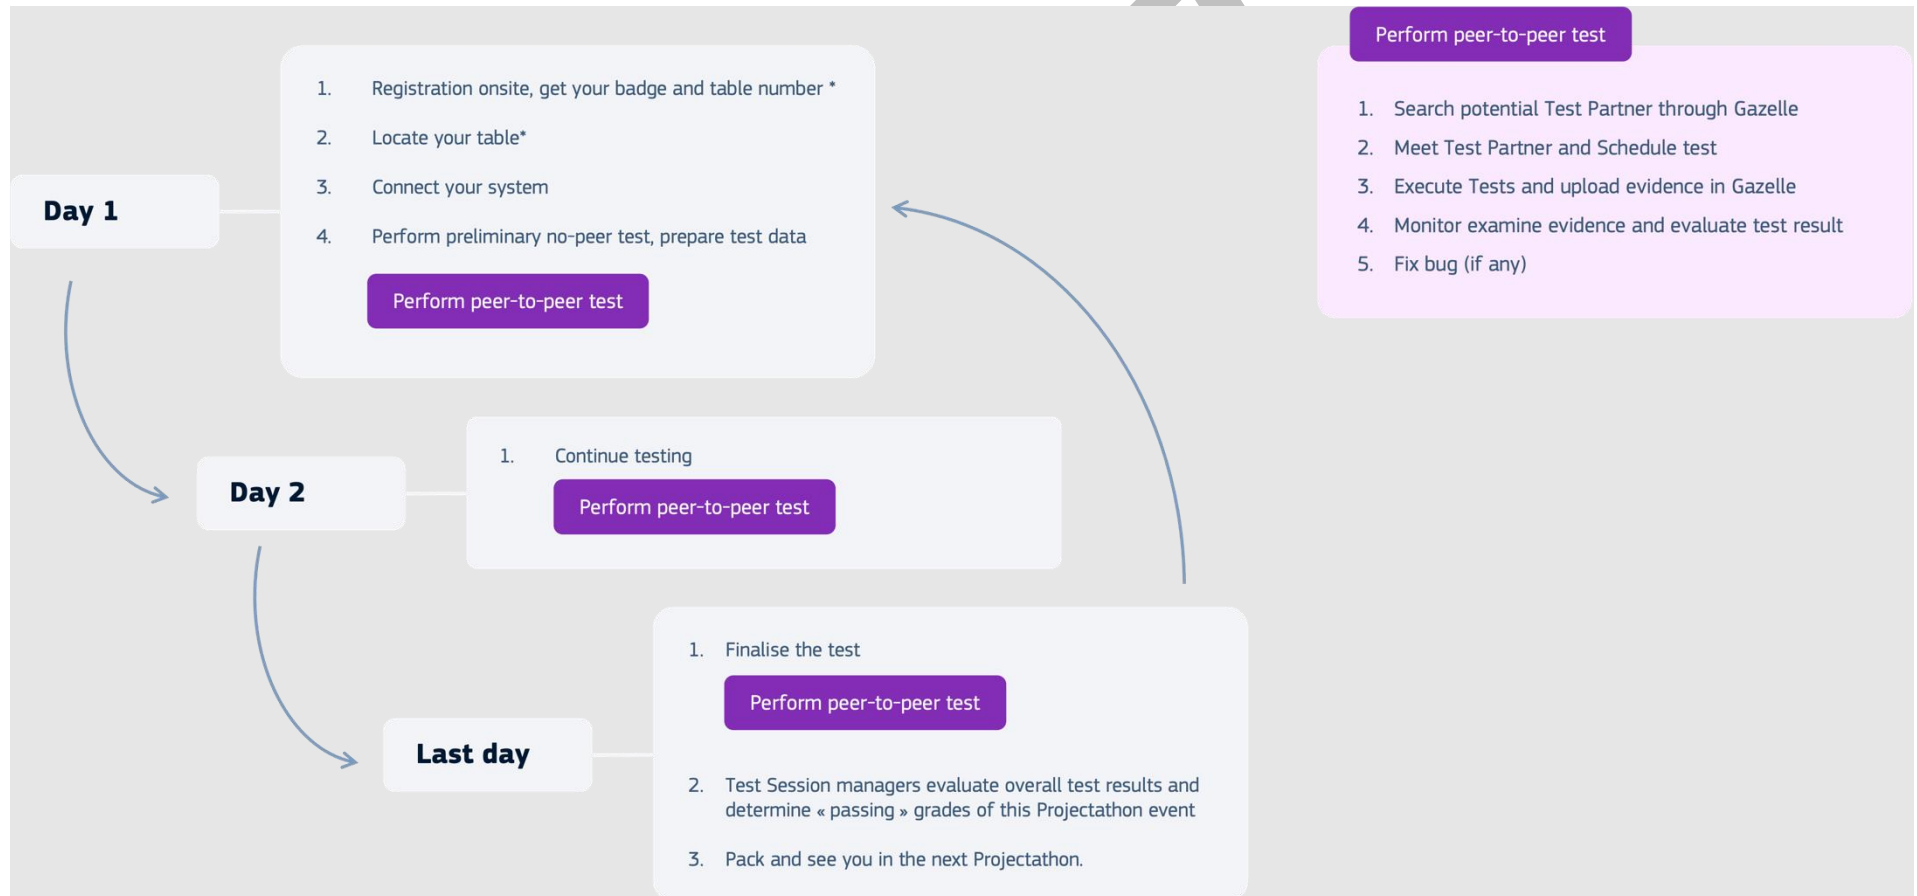 Day 1
1. Registration onsite, get your badge and table number *
2. Locate your table*
3. Connect your system
4. Perform preliminary no-peer test, prepare test data
Perform peer-to-peer test
Day 2
1. Continue testing
Perform peer-to-peer test
Last day
1. Finalise the test
Perform peer-to-peer test
2. Test Session managers evaluate overall test results and
determine « passing » grades of this Projectathon event
3. Pack and see you in the next Projectathon.
Perform peer-to-peer test
1. Search potential Test Partner through Gazelle
2. Meet Test Partner and Schedule test
3. Execute Tests and upload evidence in Gazelle
4. Monitor examine evidence and evaluate test result
5. Fix bug (if any)